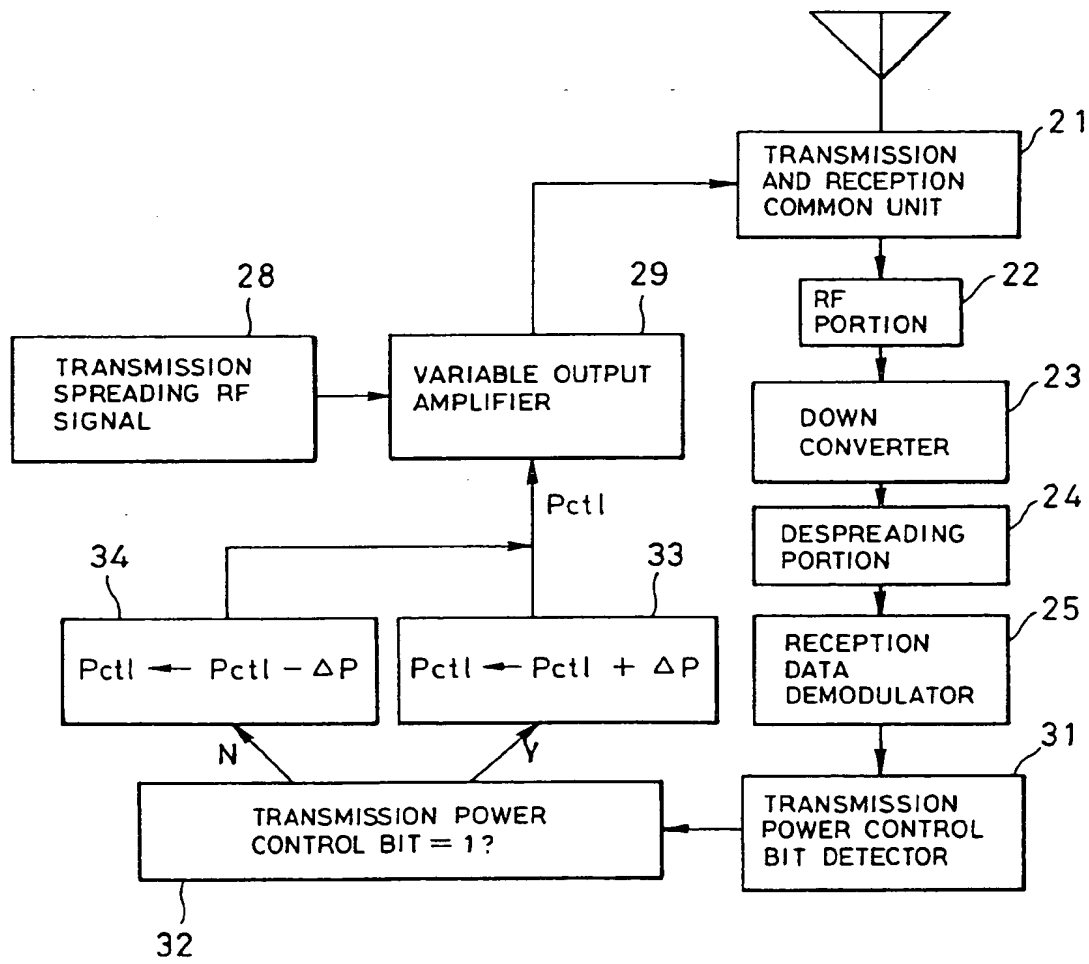 21
TRANSMISSION
AND RECEPTION
COMMON UNIT
22
RF
PORTION
28
TRANSMISSION
SPREADING RF
SIGNAL
29
VARIABLE OUTPUT
AMPLIFIER
23
DOWN
CONVERTER
Pctl
24
DESPREADING
PORTION
34
Pctl ← Pctl − ΔP
33
Pctl ← Pctl + ΔP
25
RECEPTION
DATA
DEMODULATOR
N
Y
31
TRANSMISSION
POWER CONTROL
BIT DETECTOR
TRANSMISSION POWER
CONTROL BIT = 1?
32